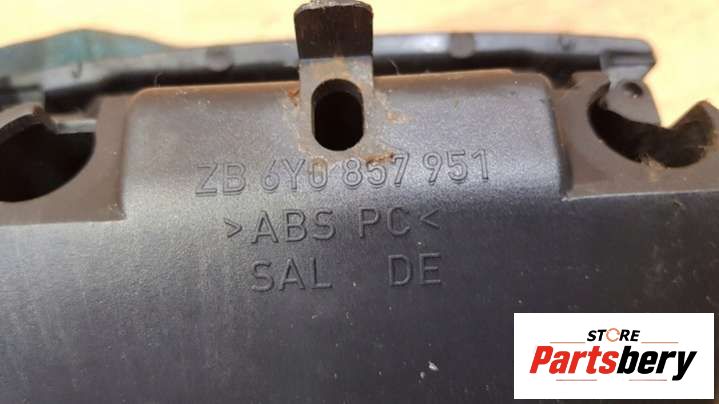 ZB 6Y0 857 951
>ABS PC<
SAL DE
STORE
Partsbery